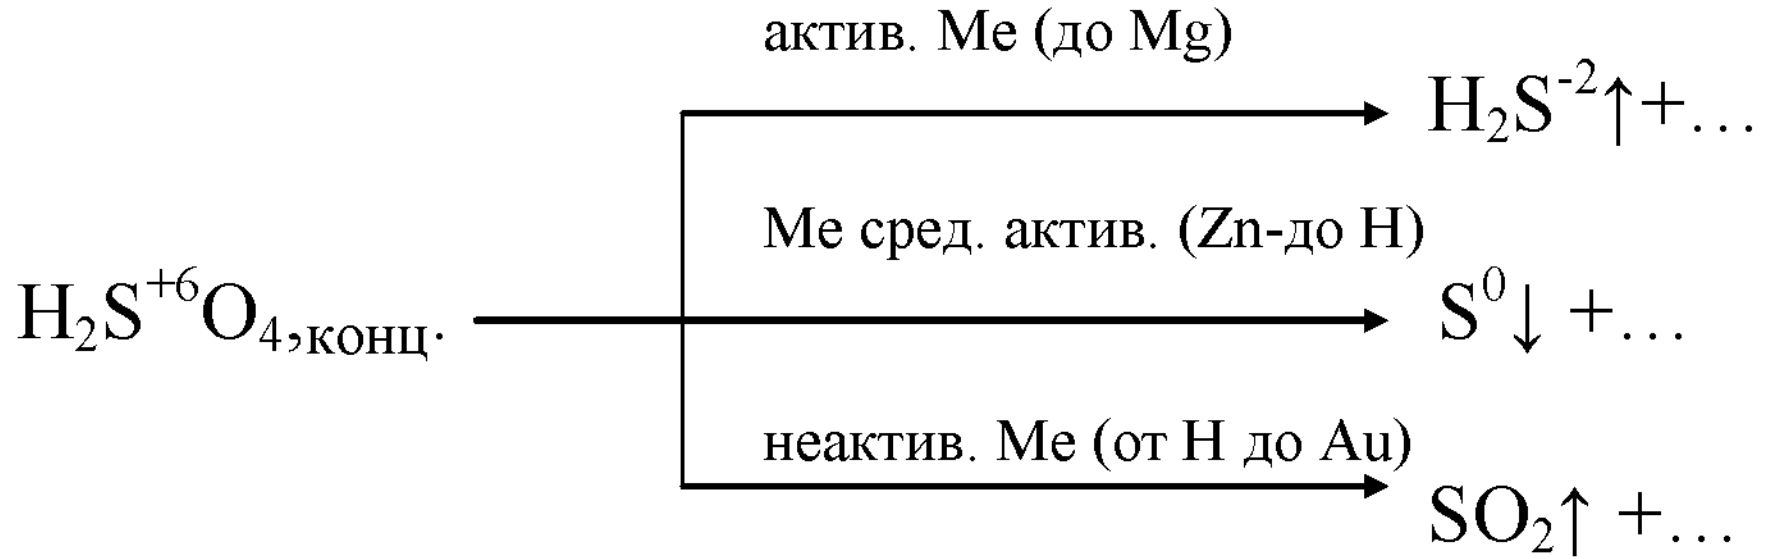 актив. Me (до Mg)
H₂S⁻²↑+…
Me сред. актив. (Zn-до H)
H₂S⁺⁶O₄,конц. S⁰↓ +…
неактив. Me (от H до Au)
SO₂↑ +…